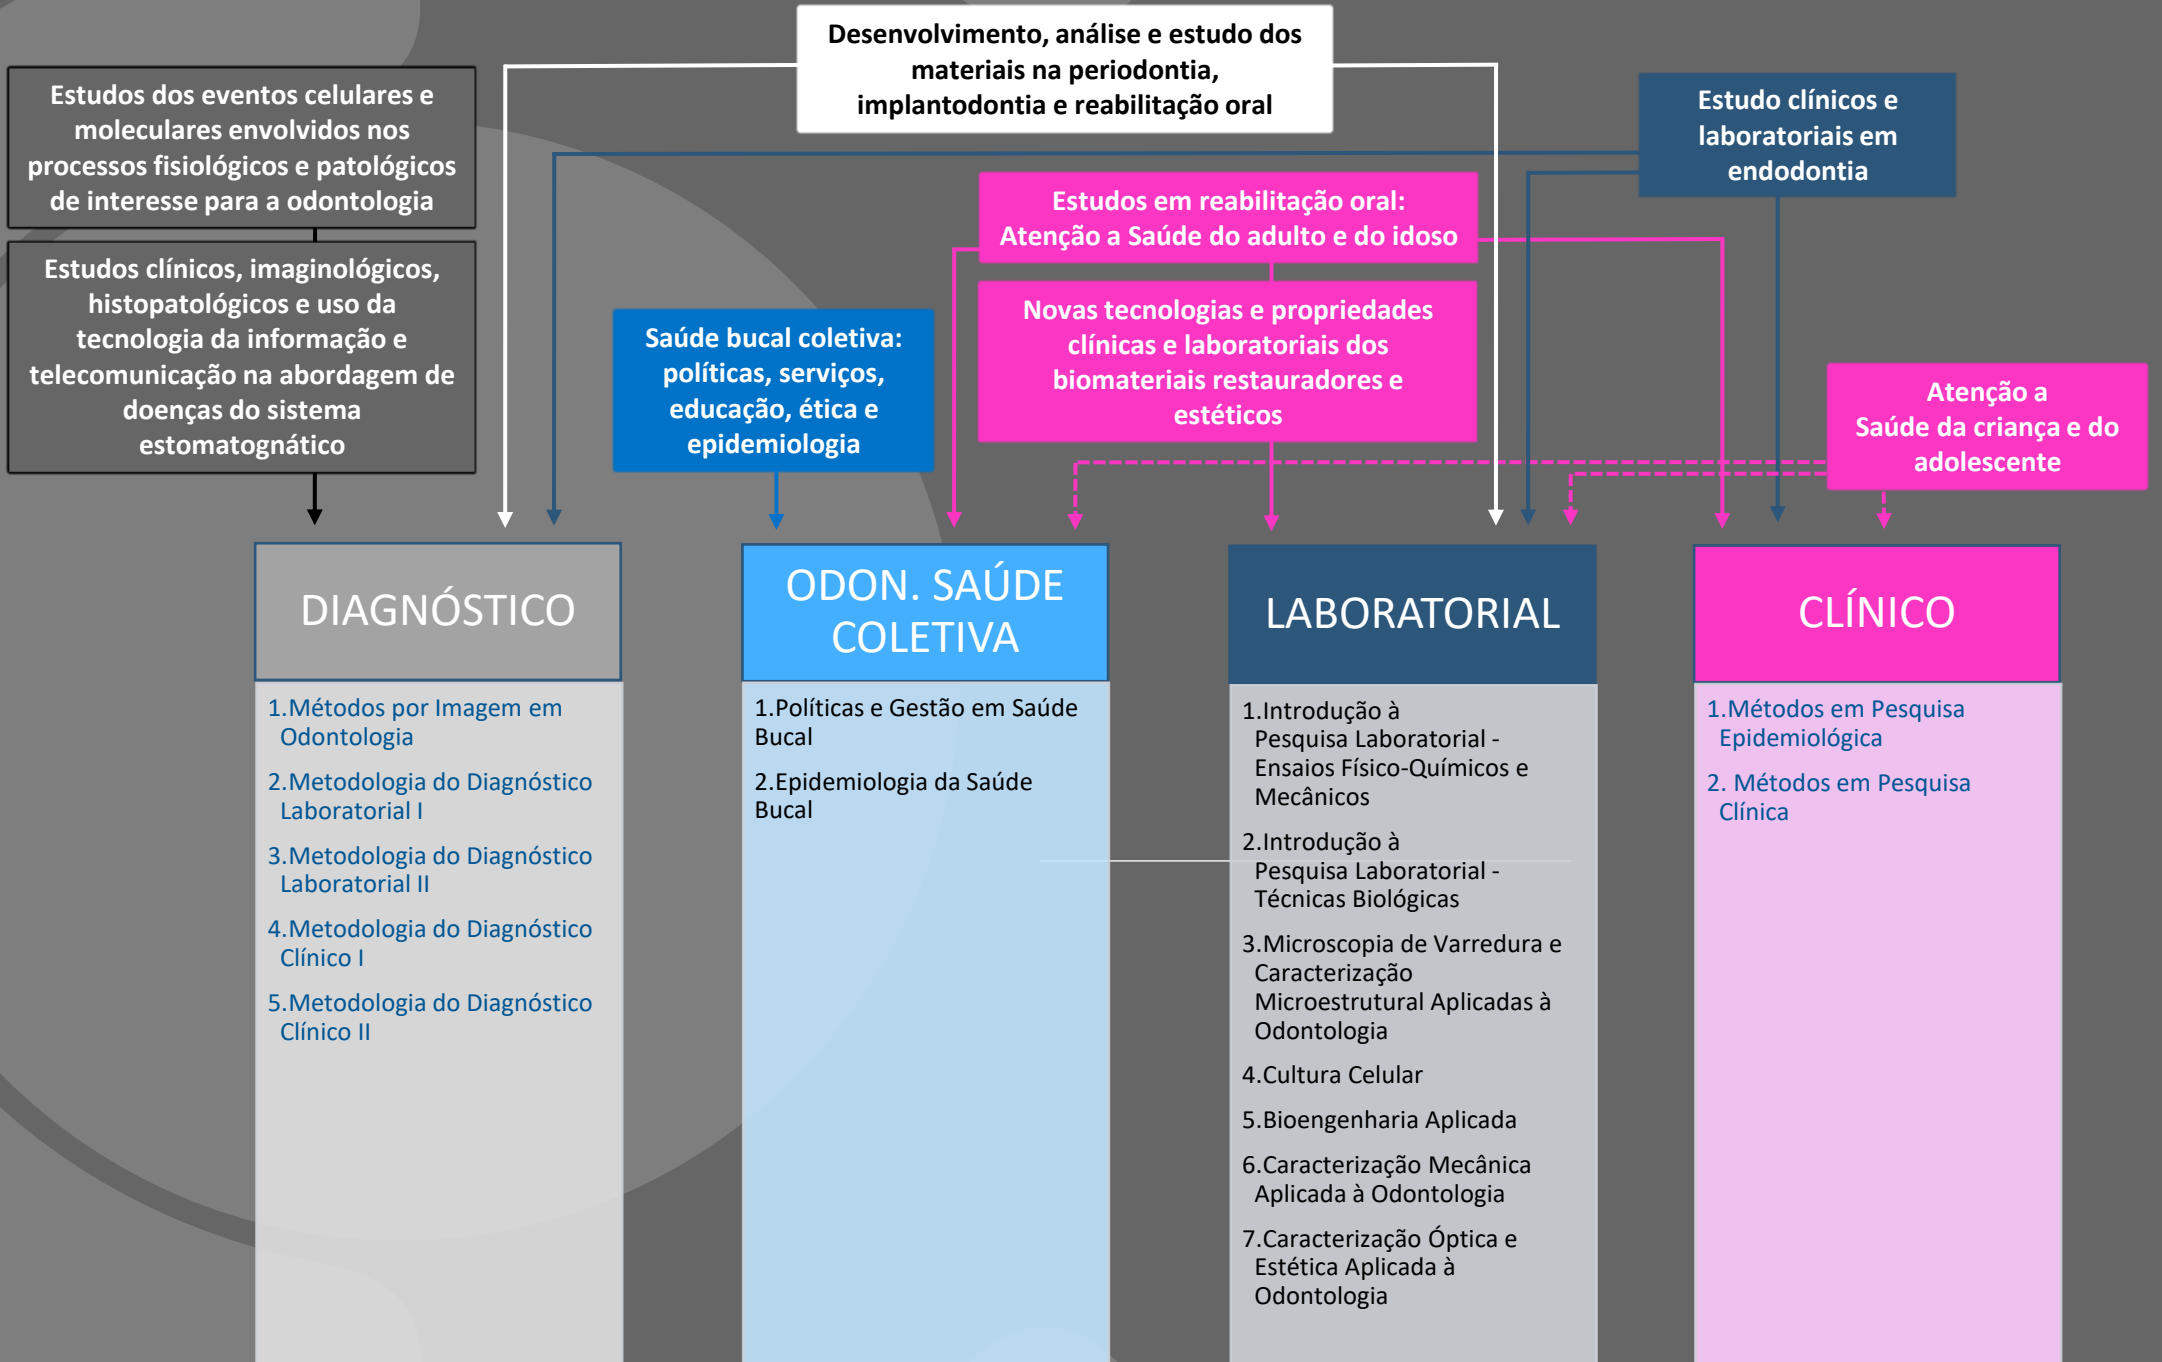 Desenvolvimento, análise e estudo dos
materiais na periodontia,
implantodontia e reabilitação oral
Estudos dos eventos celulares e
moleculares envolvidos nos
processos fisiológicos e patológicos
de interesse para a odontologia
Estudo clínicos e
laboratoriais em
endodontia
Estudos em reabilitação oral:
Atenção a Saúde do adulto e do idoso
Estudos clínicos, imaginológicos,
histopatológicos e uso da
tecnologia da informação e
telecomunicação na abordagem de
doenças do sistema
estomatognático
Saúde bucal coletiva:
políticas, serviços,
educação, ética e
epidemiologia
Novas tecnologias e propriedades
clínicas e laboratoriais dos
biomateriais restauradores e
estéticos
Atenção a
Saúde da criança e do
adolescente
DIAGNÓSTICO
1.Métodos por Imagem em
Odontologia
2.Metodologia do Diagnóstico
Laboratorial I
3.Metodologia do Diagnóstico
Laboratorial II
4.Metodologia do Diagnóstico
Clínico I
5.Metodologia do Diagnóstico
Clínico II
ODON. SAÚDE
COLETIVA
1.Políticas e Gestão em Saúde
Bucal
2.Epidemiologia da Saúde
Bucal
LABORATORIAL
1.Introdução à
Pesquisa Laboratorial -
Ensaios Físico-Químicos e
Mecânicos
2.Introdução à
Pesquisa Laboratorial -
Técnicas Biológicas
3.Microscopia de Varredura e
Caracterização
Microestrutural Aplicadas à
Odontologia
4.Cultura Celular
5.Bioengenharia Aplicada
6.Caracterização Mecânica
Aplicada à Odontologia
7.Caracterização Óptica e
Estética Aplicada à
Odontologia
CLÍNICO
1.Métodos em Pesquisa
Epidemiológica
2. Métodos em Pesquisa
Clínica